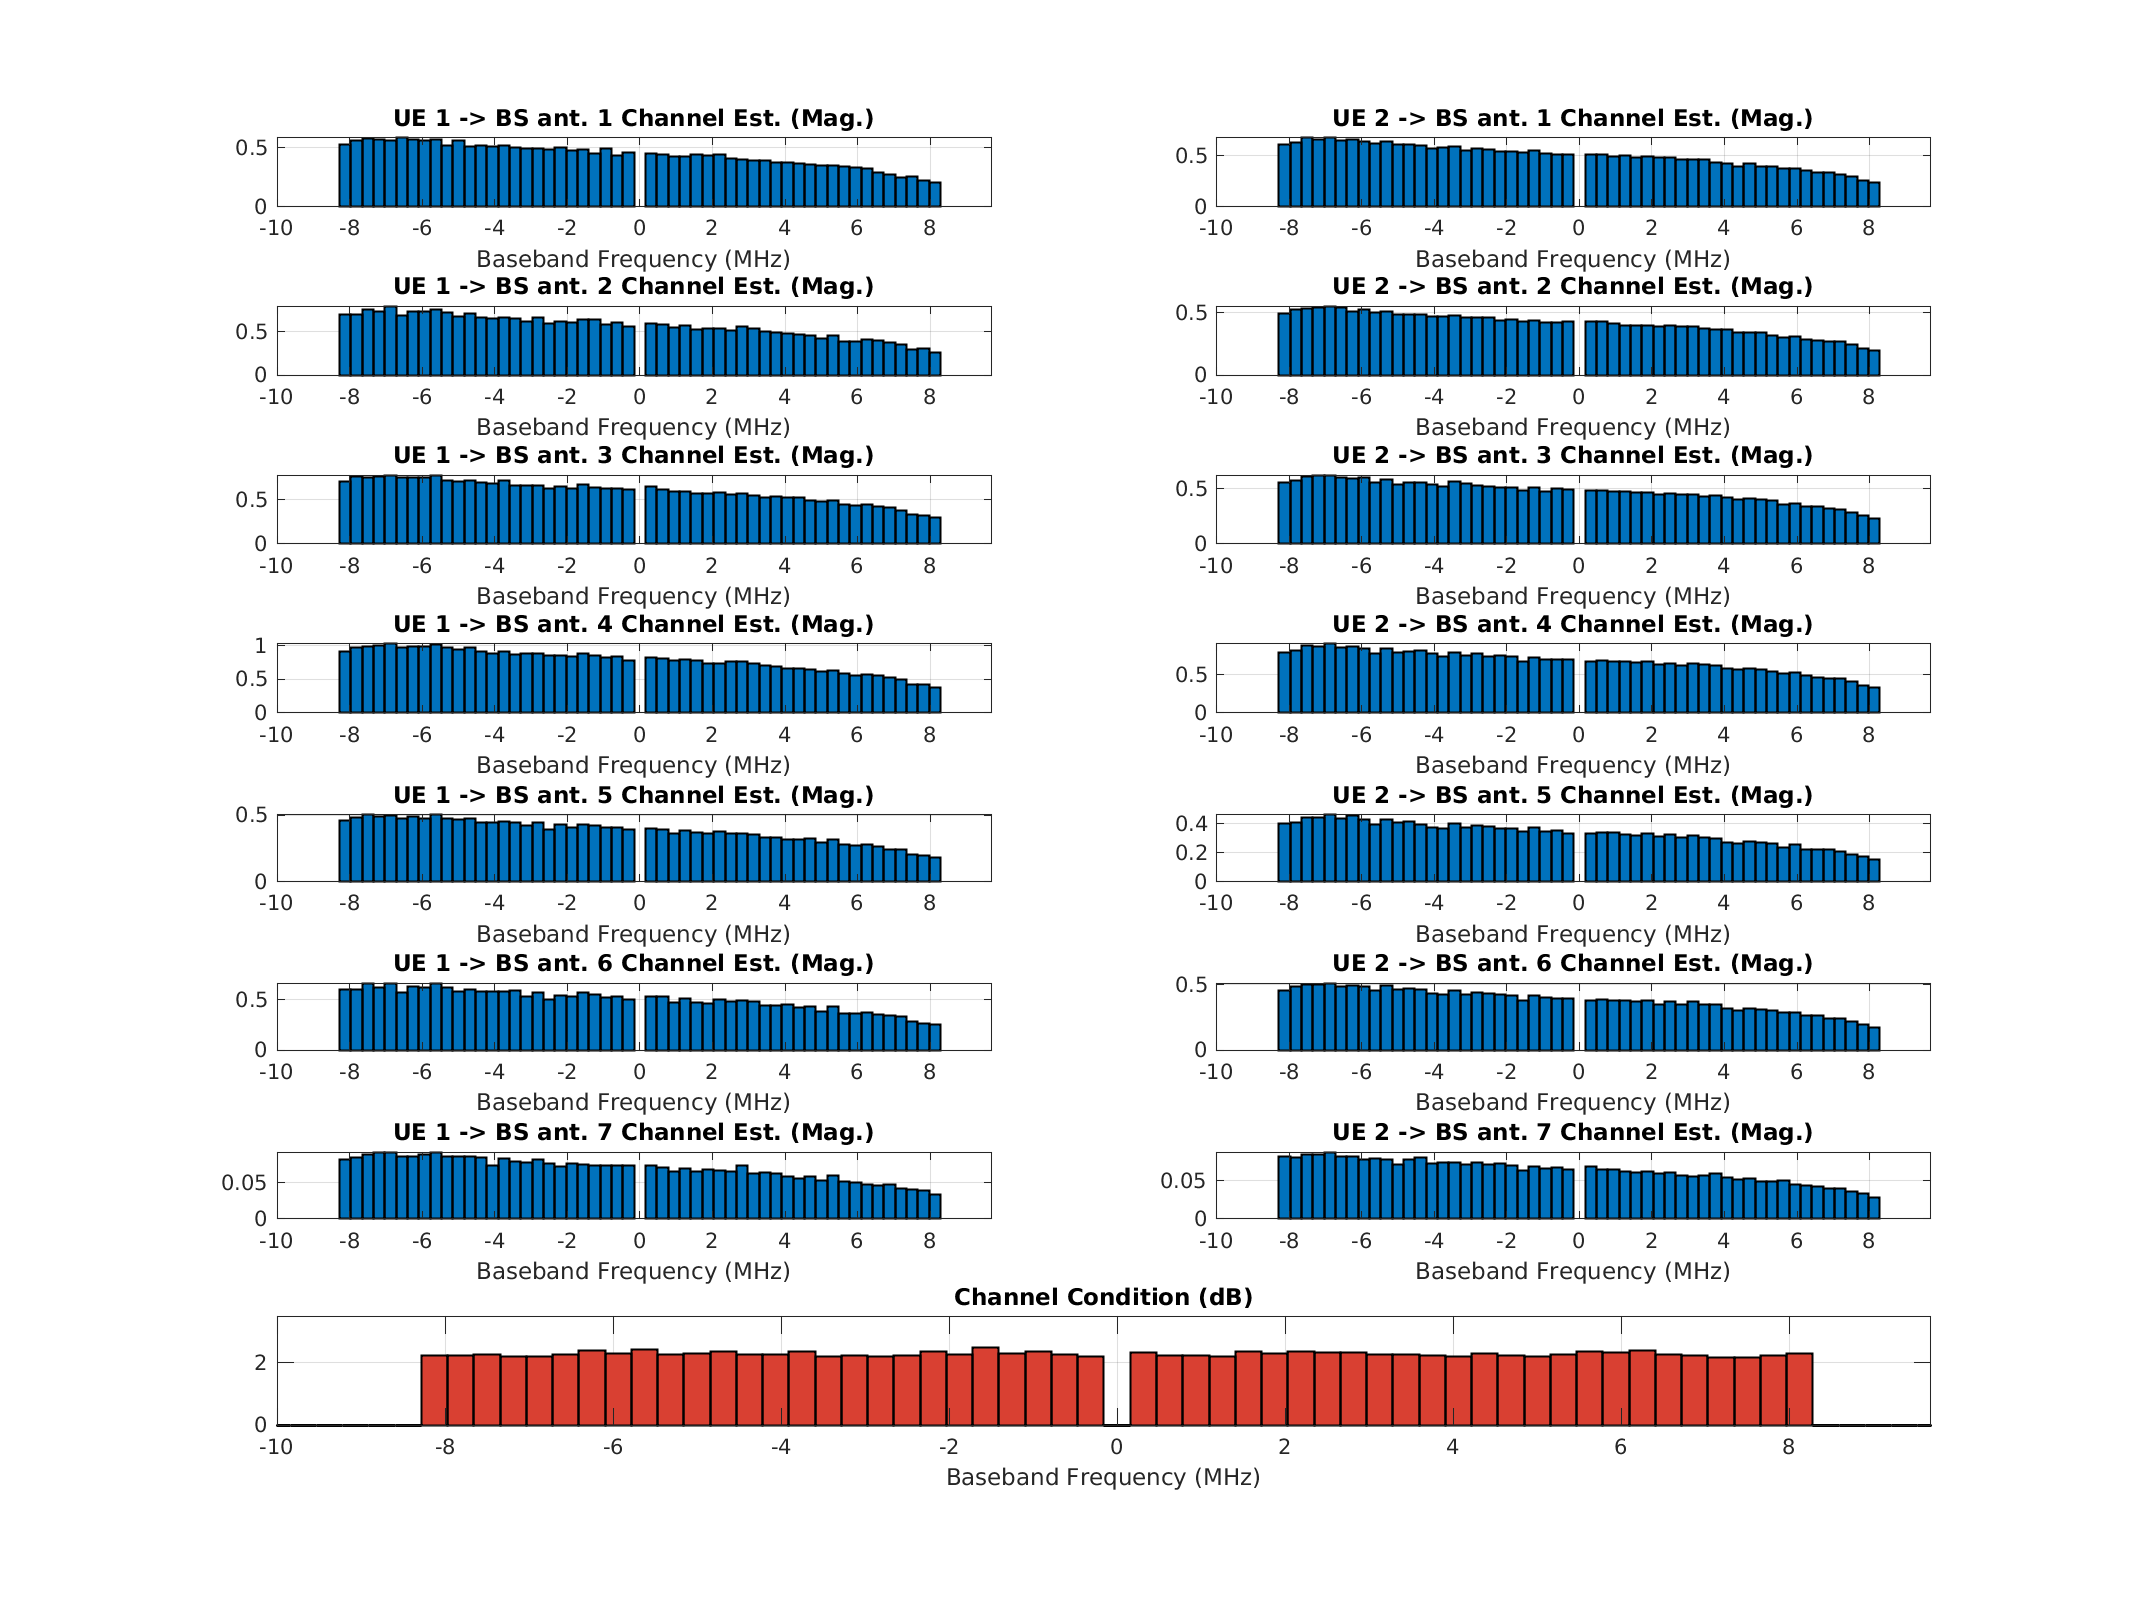 UE 1 -> BS ant. 1 Channel Est. (Mag.)
0.5
0
-10 -8 -6 -4 -2 0 2 4 6 8
Baseband Frequency (MHz)
UE 2 -> BS ant. 1 Channel Est. (Mag.)
0.5
0
-10 -8 -6 -4 -2 0 2 4 6 8
Baseband Frequency (MHz)
UE 1 -> BS ant. 2 Channel Est. (Mag.)
0.5
0
-10 -8 -6 -4 -2 0 2 4 6 8
Baseband Frequency (MHz)
UE 2 -> BS ant. 2 Channel Est. (Mag.)
0.5
0
-10 -8 -6 -4 -2 0 2 4 6 8
Baseband Frequency (MHz)
UE 1 -> BS ant. 3 Channel Est. (Mag.)
0.5
0
-10 -8 -6 -4 -2 0 2 4 6 8
Baseband Frequency (MHz)
UE 2 -> BS ant. 3 Channel Est. (Mag.)
0.5
0
-10 -8 -6 -4 -2 0 2 4 6 8
Baseband Frequency (MHz)
UE 1 -> BS ant. 4 Channel Est. (Mag.)
1
0.5
0
-10 -8 -6 -4 -2 0 2 4 6 8
Baseband Frequency (MHz)
UE 2 -> BS ant. 4 Channel Est. (Mag.)
0.5
0
-10 -8 -6 -4 -2 0 2 4 6 8
Baseband Frequency (MHz)
UE 1 -> BS ant. 5 Channel Est. (Mag.)
0.5
0
-10 -8 -6 -4 -2 0 2 4 6 8
Baseband Frequency (MHz)
UE 2 -> BS ant. 5 Channel Est. (Mag.)
0.4
0.2
0
-10 -8 -6 -4 -2 0 2 4 6 8
Baseband Frequency (MHz)
UE 1 -> BS ant. 6 Channel Est. (Mag.)
0.5
0
-10 -8 -6 -4 -2 0 2 4 6 8
Baseband Frequency (MHz)
UE 2 -> BS ant. 6 Channel Est. (Mag.)
0.5
0
-10 -8 -6 -4 -2 0 2 4 6 8
Baseband Frequency (MHz)
UE 1 -> BS ant. 7 Channel Est. (Mag.)
0.05
0
-10 -8 -6 -4 -2 0 2 4 6 8
Baseband Frequency (MHz)
UE 2 -> BS ant. 7 Channel Est. (Mag.)
0.05
0
-10 -8 -6 -4 -2 0 2 4 6 8
Baseband Frequency (MHz)
Channel Condition (dB)
2
0
-10 -8 -6 -4 -2 0 2 4 6 8
Baseband Frequency (MHz)